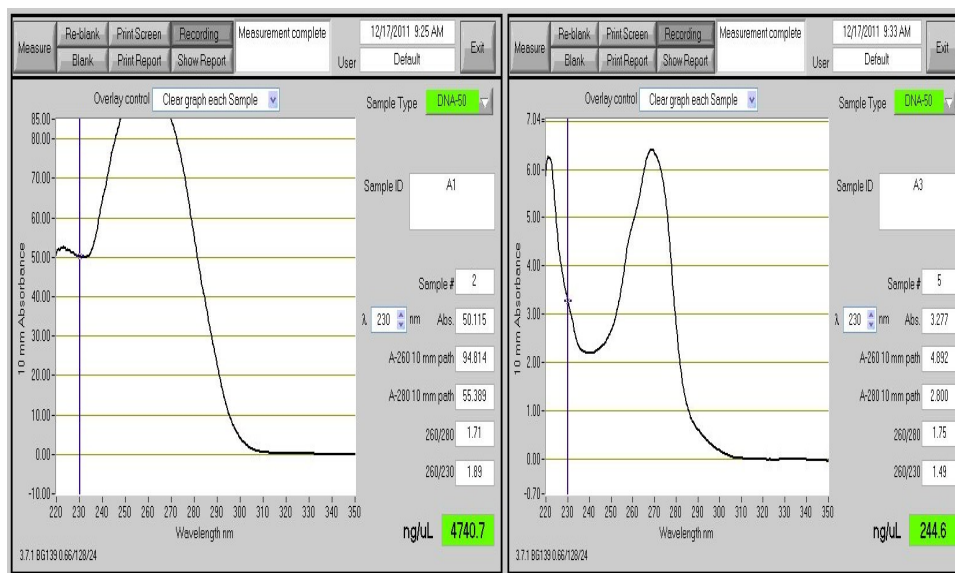 Measure
Re-blank Print Screen Recording
Blank Print Report Show Report
Measurement complete
12/17/2011 9:25 AM
User Default
Exit
Overlay control Clear graph each Sample
Sample Type DNA-50
Sample ID A1
Sample # 2
λ 230 nm Abs. 50.115
A-260 10 mm path 94.814
A-280 10 mm path 55.389
260/280 1.71
260/230 1.89
ng/uL 4740.7
10 mm Absorbance
85.00
80.00
70.00
60.00
50.00
40.00
30.00
20.00
10.00
0.00
-10.00
220 230 240 250 260 270 280 290 300 310 320 330 340 350
Wavelength nm
3.7.1 BG139 0.66/128/24
Measure
Re-blank Print Screen Recording
Blank Print Report Show Report
Measurement complete
12/17/2011 9:33 AM
User Default
Exit
Overlay control Clear graph each Sample
Sample Type DNA-50
Sample ID A3
Sample # 5
λ 230 nm Abs. 3.277
A-260 10 mm path 4.892
A-280 10 mm path 2.800
260/280 1.75
260/230 1.49
ng/uL 244.6
10 mm Absorbance
7.04
6.00
5.00
4.00
3.00
2.00
1.00
0.00
-0.70
220 230 240 250 260 270 280 290 300 310 320 330 340 350
Wavelength nm
3.7.1 BG139 0.66/128/24